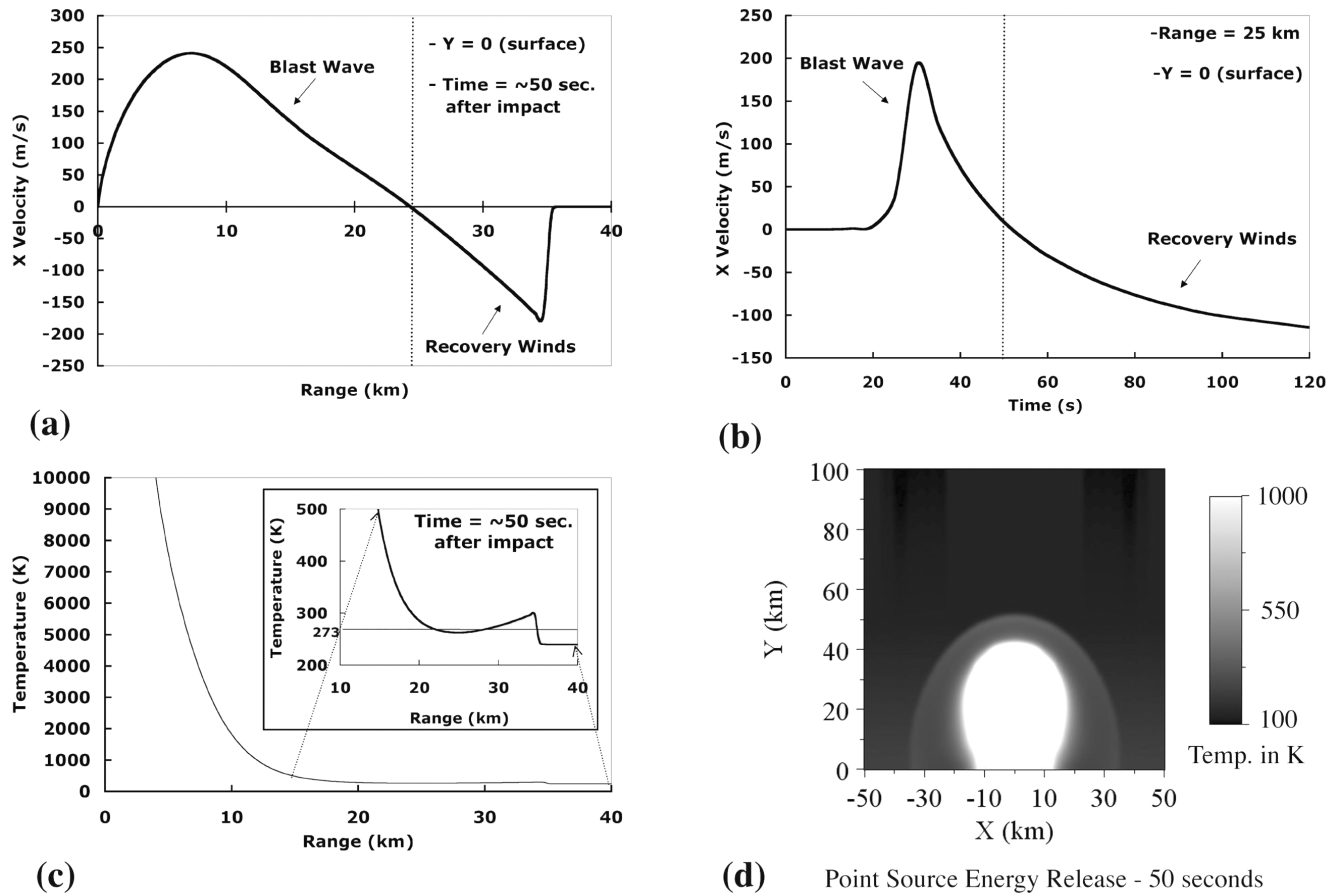 300
250
200
150
100
50
0
-50
-100
-150
-200
-250
X Velocity (m/s)
- Y = 0 (surface)
- Time = ~50 sec.
after impact
Blast Wave
Recovery Winds
0
10
20
30
40
Range (km)
(a)
250
200
150
100
50
0
-50
-100
-150
X Velocity (m/s)
-Range = 25 km
-Y = 0 (surface)
Blast Wave
Recovery Winds
0
20
40
60
80
100
120
Time (s)
(b)
10000
9000
8000
7000
6000
5000
4000
3000
2000
1000
0
Temperature (K)
500
400
300
273
200
Temperature (K)
Time = ~50 sec.
after impact
10
20
30
40
Range (km)
0
10
20
30
40
Range (km)
(c)
100
80
60
40
20
0
Y (km)
-50
-30
-10
10
30
50
X (km)
1000
550
100
Temp. in K
(d)
Point Source Energy Release - 50 seconds